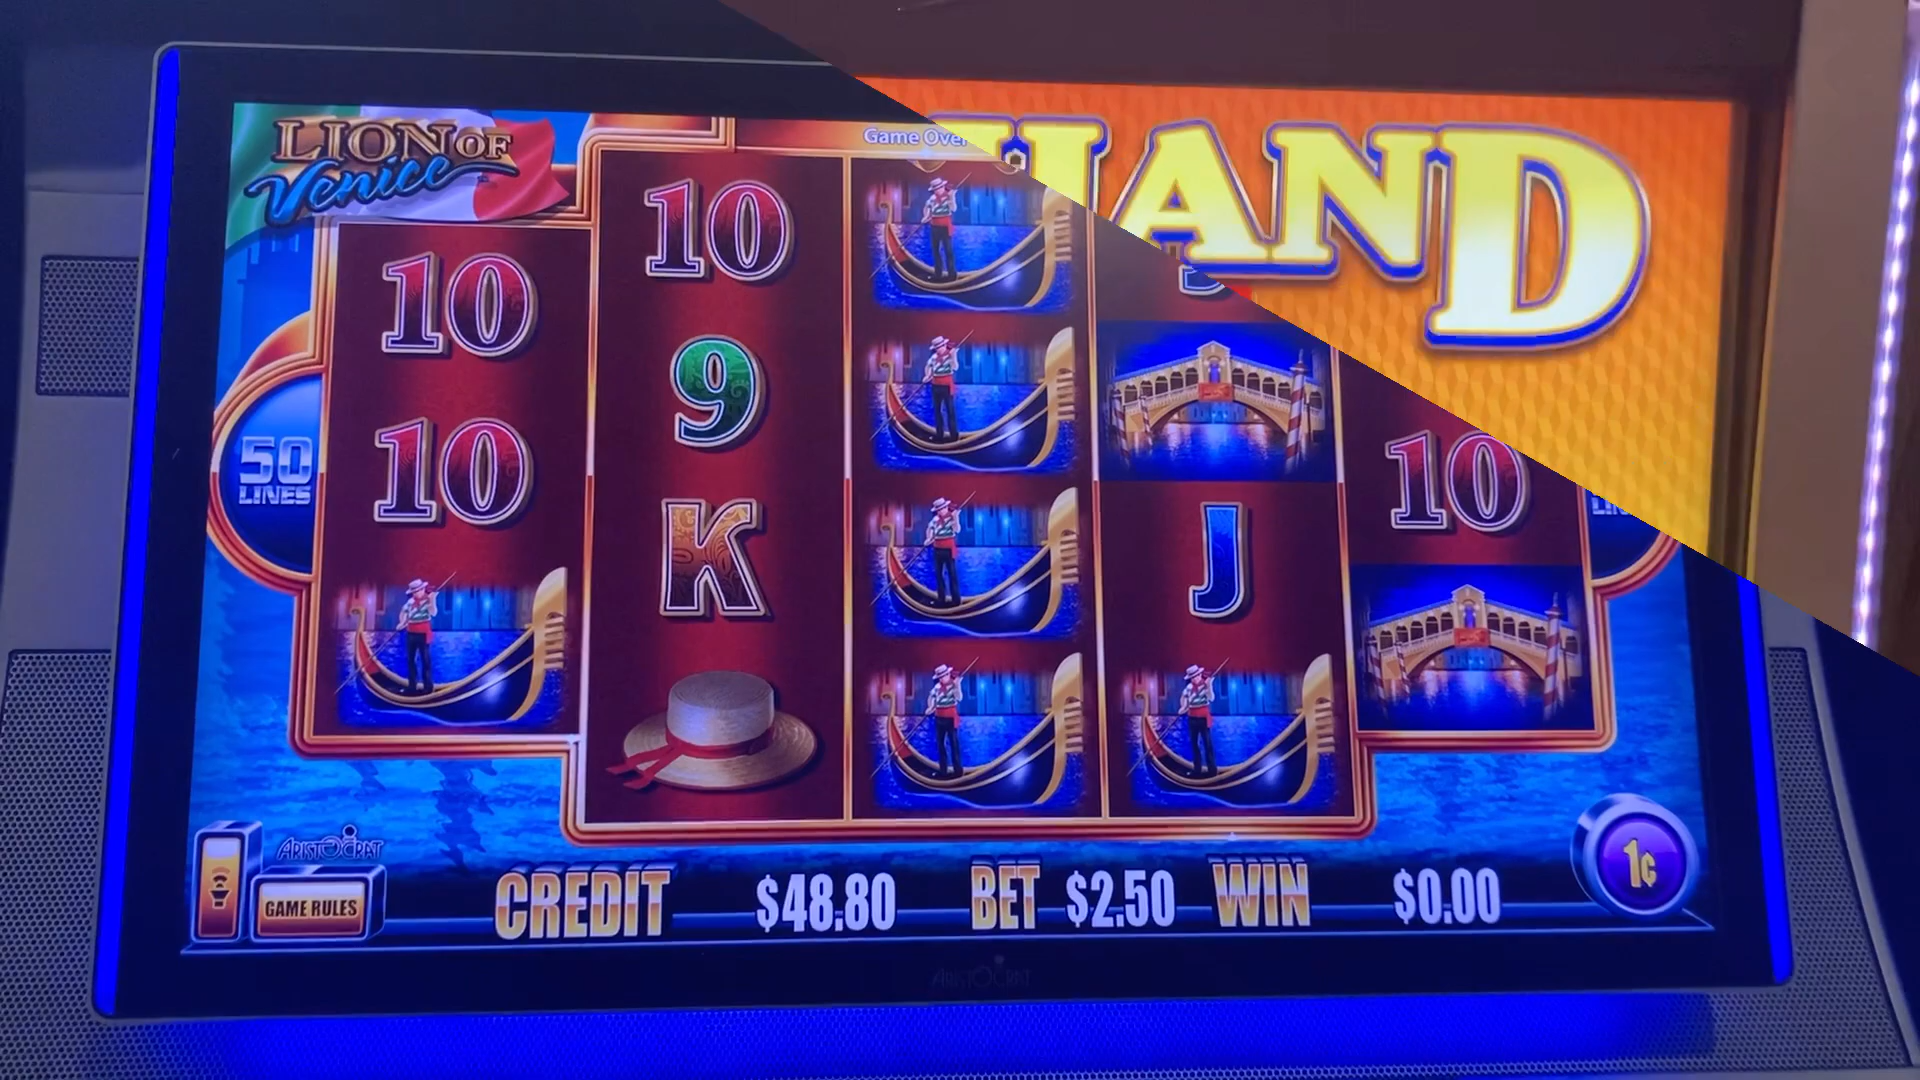 LION OF
Venice
Game Over
HAND
10
10
9
K
J
10
10
50
LINES
ARISTOCRAT
GAME RULES
CREDIT $48.80 BET $2.50 WIN $0.00
1¢
ARISTOCRAT